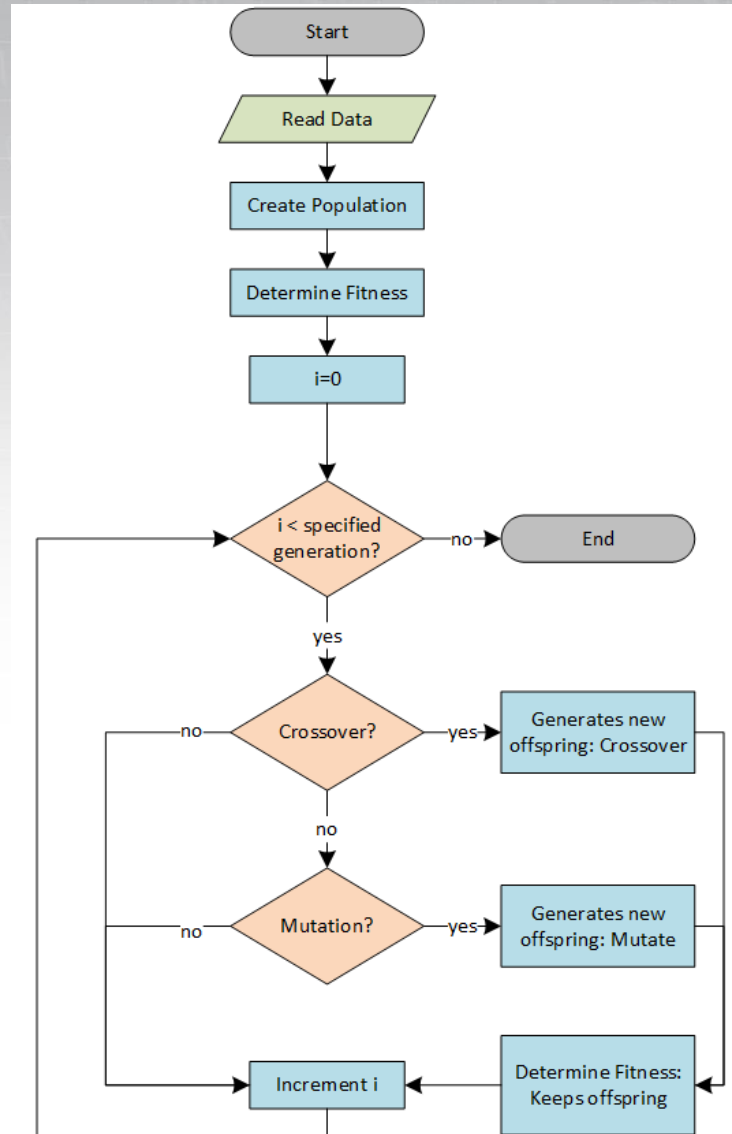 Start
Read Data
Create Population
Determine Fitness
i=0
i < specified
generation?
no
End
yes
no
Crossover?
yes
Generates new
offspring: Crossover
no
no
Mutation?
yes
Generates new
offspring: Mutate
Increment i
Determine Fitness:
Keeps offspring